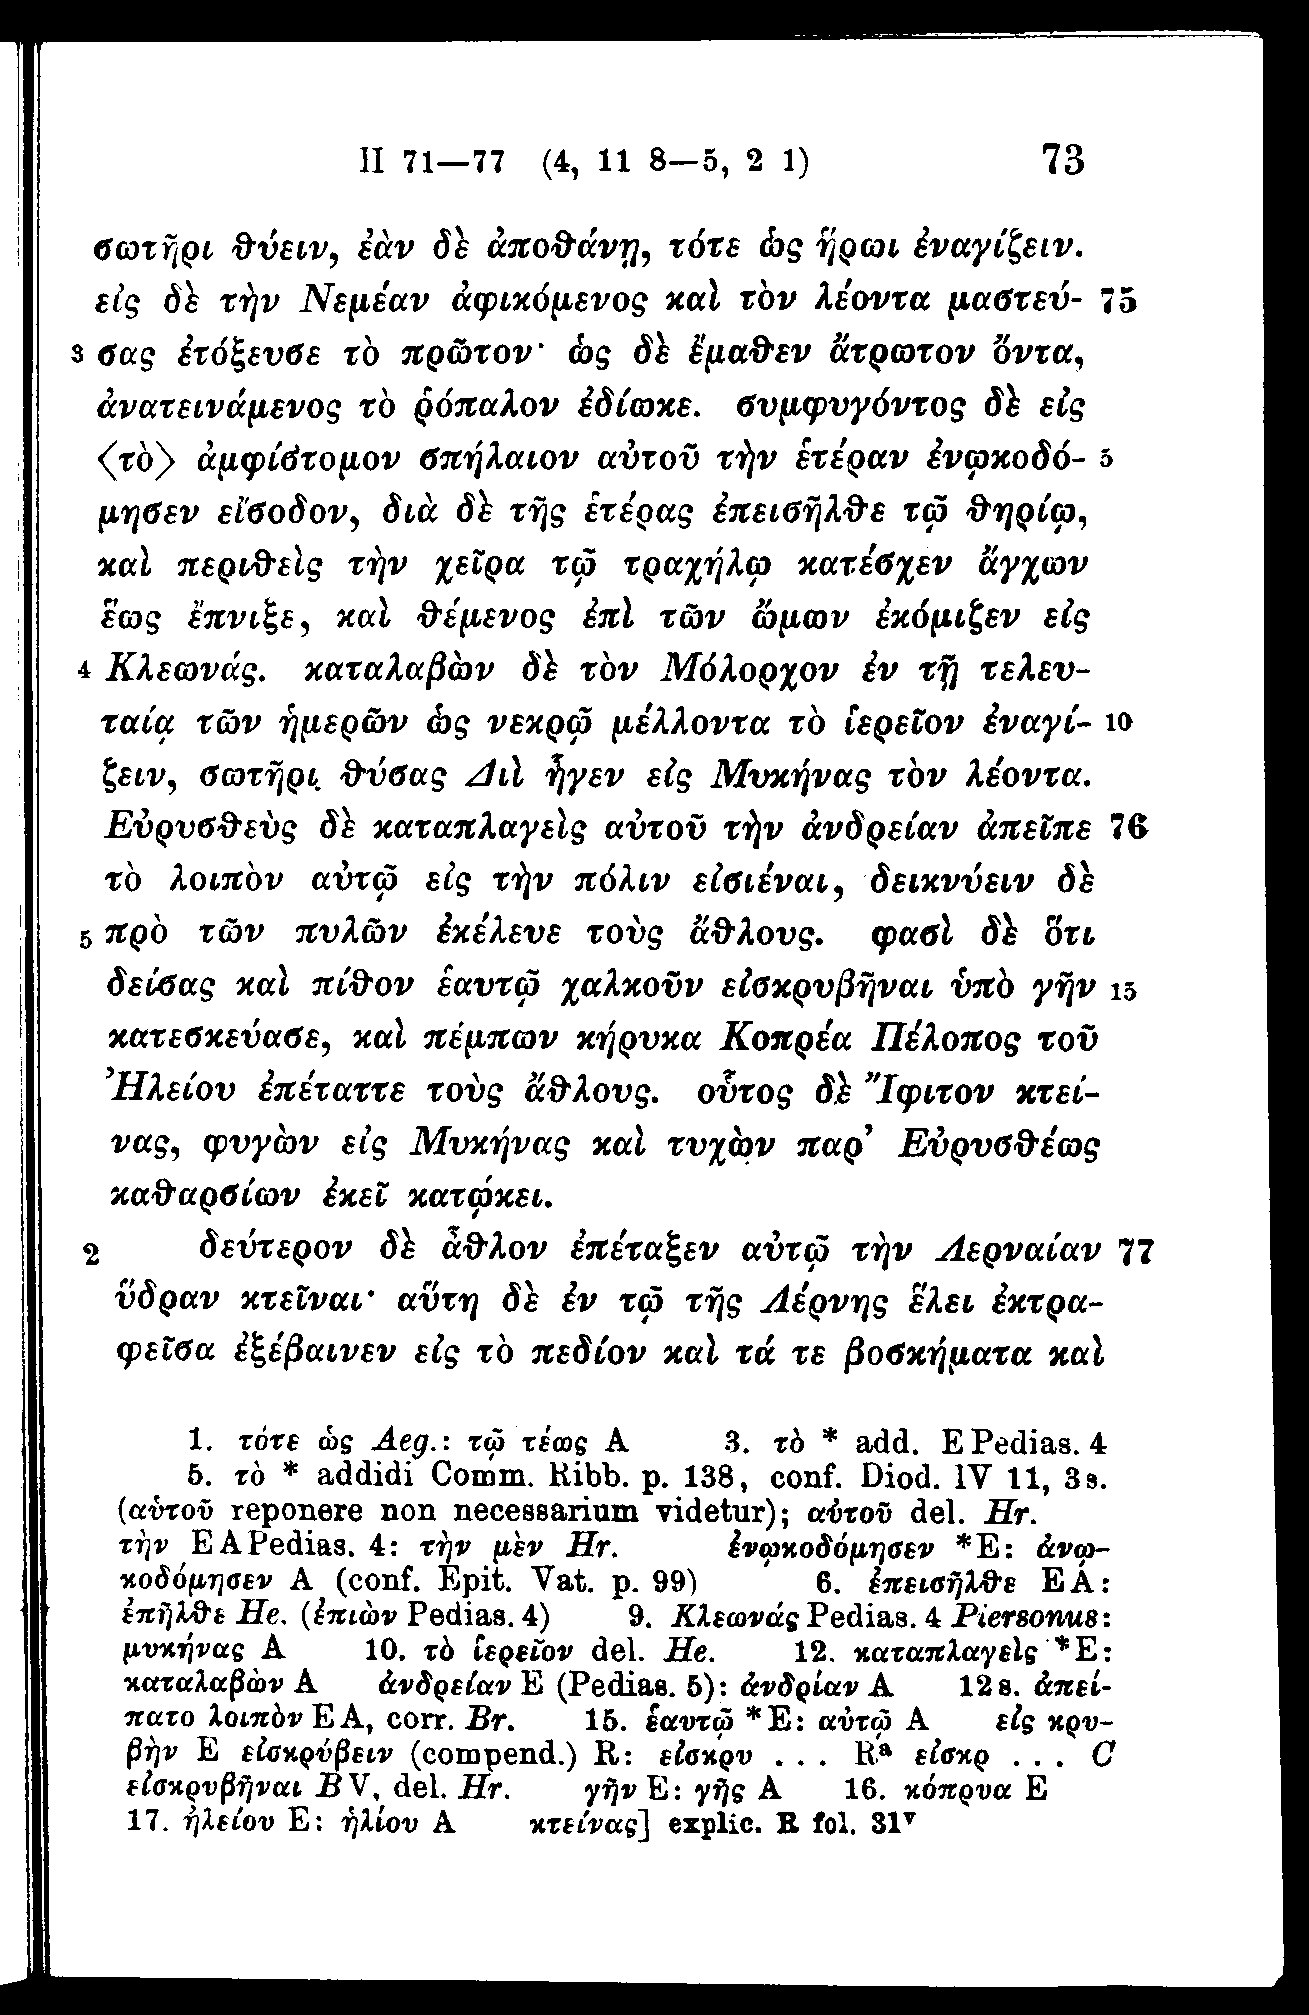 II 71—77 (4, 11 8—5, 2 1) 73
σωτῆρι θύειν, ἐὰν δὲ ἀποθάνῃ, τότε ὡς ἥρωι ἐναγίζειν.
εἰς δὲ τὴν Νεμέαν ἀφικόμενος καὶ τὸν λέοντα μαστεύ- 75
3 σας ἐτόξευσε τὸ πρῶτον· ὡς δὲ ἔμαθεν ἄτρωτον ὄντα,
ἀνατεινάμενος τὸ ῥόπαλον ἐδίωκε. συμφυγόντος δὲ εἰς
⟨τὸ⟩ ἀμφίστομον σπήλαιον αὐτοῦ τὴν ἑτέραν ἐνῳκοδό- 5
μησεν εἴσοδον, διὰ δὲ τῆς ἑτέρας ἐπεισῆλθε τῷ θηρίῳ,
καὶ περιθεὶς τὴν χεῖρα τῷ τραχήλῳ κατέσχεν ἄγχων
ἕως ἔπνιξε, καὶ θέμενος ἐπὶ τῶν ὤμων ἐκόμιζεν εἰς
4 Κλεωνάς. καταλαβὼν δὲ τὸν Μόλορχον ἐν τῇ τελευ-
ταίᾳ τῶν ἡμερῶν ὡς νεκρῷ μέλλοντα τὸ ἱερεῖον ἐναγί- 10
ζειν, σωτῆρι θύσας Διὶ ἦγεν εἰς Μυκήνας τὸν λέοντα.
Εὐρυσθεὺς δὲ καταπλαγεὶς αὐτοῦ τὴν ἀνδρείαν ἀπεῖπε 76
τὸ λοιπὸν αὐτῷ εἰς τὴν πόλιν εἰσιέναι, δεικνύειν δὲ
5 πρὸ τῶν πυλῶν ἐκέλευε τοὺς ἄθλους. φασὶ δὲ ὅτι
δείσας καὶ πίθον ἑαυτῷ χαλκοῦν εἰσκρυβῆναι ὑπὸ γῆν 15
κατεσκεύασε, καὶ πέμπων κήρυκα Κοπρέα Πέλοπος τοῦ
Ἠλείου ἐπέταττε τοὺς ἄθλους. οὗτος δὲ Ἴφιτον κτεί-
νας, φυγὼν εἰς Μυκήνας καὶ τυχὼν παρ’ Εὐρυσθέως
καθαρσίων ἐκεῖ κατῴκει.
2 δεύτερον δὲ ἆθλον ἐπέταξεν αὐτῷ τὴν Λερναίαν 77
ὕδραν κτεῖναι· αὕτη δὲ ἐν τῷ τῆς Λέρνης ἕλει ἐκτρα-
φεῖσα ἐξέβαινεν εἰς τὸ πεδίον καὶ τά τε βοσκήματα καὶ
1. τότε ὡς Aeg.: τῷ τέως A 3. τὸ * add. E Pedias. 4
5. τὸ * addidi Comm. Ribb. p. 138, conf. Diod. IV 11, 3 s.
(αὑτοῦ reponere non necessarium videtur); αὐτοῦ del. Hr.
τὴν E A Pedias. 4: τὴν μὲν Hr. ἐνῳκοδόμησεν *E: ἀνῳ-
κοδόμησεν A (conf. Epit. Vat. p. 99) 6. ἐπεισῆλθε E A:
ἐπῆλθε He. (ἐπιὼν Pedias. 4) 9. Κλεωνάς Pedias. 4 Piersonus:
μυκήνας A 10. τὸ ἱερεῖον del. He. 12. καταπλαγεὶς *E:
καταλαβὼν A ἀνδρείαν E (Pedias. 5): ἀνδρίαν A 12 s. ἀπεί-
πατο λοιπὸν E A, corr. Br. 15. ἑαυτῷ *E: αὐτῷ A εἰς κρυ-
βὴν E εἰσκρύβειν (compend.) R: εἰσκρυ . . . Rᵃ εἰσκρ . . . C
εἰσκρυβῆναι B V, del. Hr. γῆν E: γῆς A 16. κόπρυα E
17. ἠλείου E: ἡλίου A κτείνας] explic. R fol. 31ᵛ